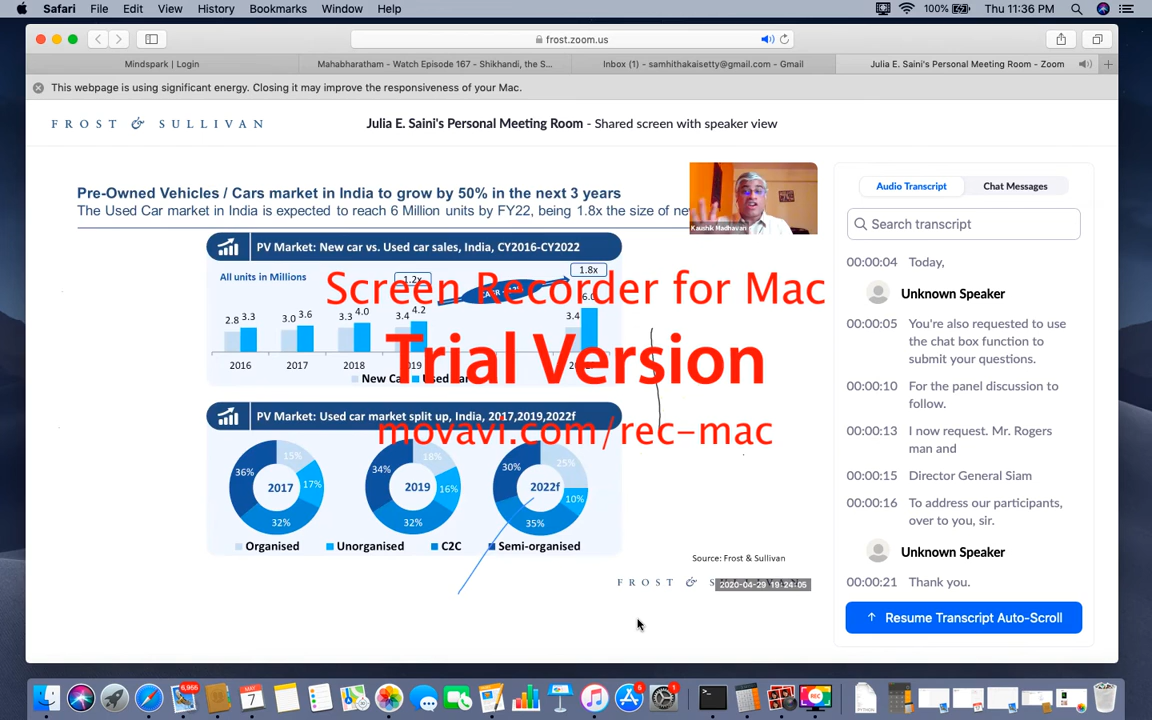 Safari File Edit View History Bookmarks Window Help 100% Thu 11:36 PM
frost.zoom.us
Mindspark | Login
Mahabharatham - Watch Episode 167 - Shikhandi, the S...
Inbox (1) - samhithakaisetty@gmail.com - Gmail
Julia E. Saini's Personal Meeting Room - Zoom
This webpage is using significant energy. Closing it may improve the responsiveness of your Mac.
FROST & SULLIVAN
Julia E. Saini's Personal Meeting Room - Shared screen with speaker view
Pre-Owned Vehicles / Cars market in India to grow by 50% in the next 3 years
The Used Car market in India is expected to reach 6 Million units by FY22, being 1.8x the size of
Kaushik Madhavan
PV Market: New car vs. Used car sales, India, CY2016-CY2022
All units in Millions
1.2x
1.8x
2.8 3.3 3.0 3.6 3.3 4.0 3.4 4.2 3.4
2016 2017 2018
New Used
Screen Recorder for Mac
Trial Version
movavi.com/rec-mac
PV Market: Used car market split up, India, 2017,2019,2022f
2017
15%
17%
32%
36%
2019
18%
16%
32%
34%
2022f
25%
10%
35%
30%
Organised Unorganised C2C Semi-organised
Source: Frost & Sullivan
FROST &
2020-04-29 19:24:05
Audio Transcript
Chat Messages
Search transcript
00:00:04 Today,
Unknown Speaker
00:00:05 You're also requested to use
the chat box function to
submit your questions.
00:00:10 For the panel discussion to
follow.
00:00:13 I now request. Mr. Rogers
man and
00:00:15 Director General Siam
00:00:16 To address our participants,
over to you, sir.
Unknown Speaker
00:00:21 Thank you.
Resume Transcript Auto-Scroll